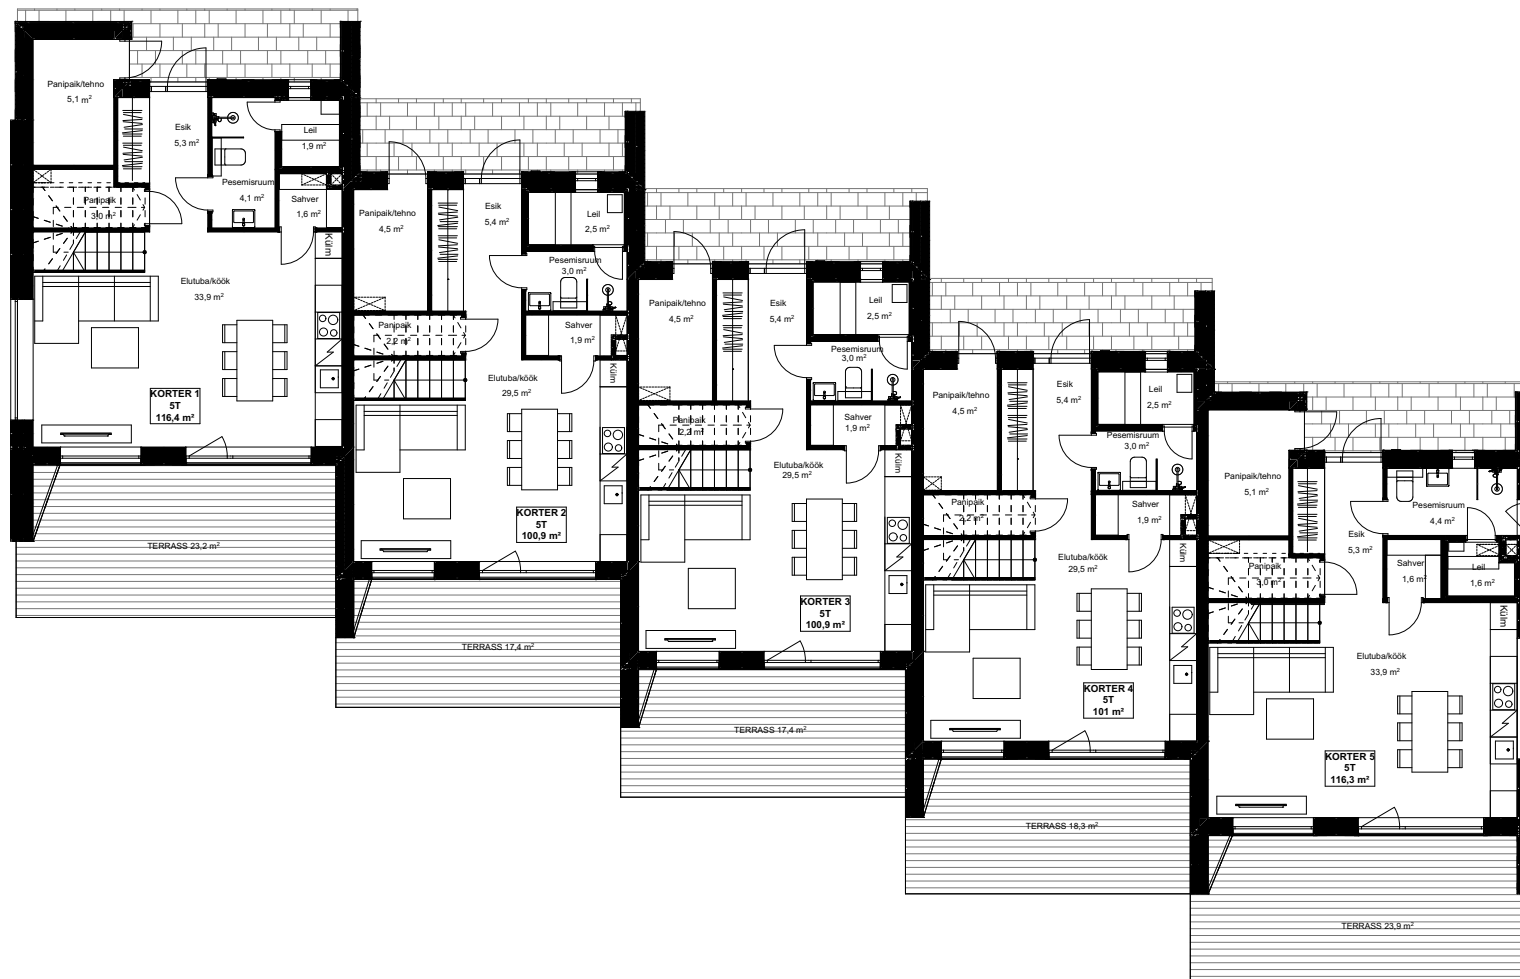 Panipaik/tehno
5,1 m²
Esik
5,3 m²
Leil
1,9 m²
Pesemisruum
4,1 m²
Panipaik
3,0 m²
Sahver
1,6 m²
Külm
Elutuba/köök
33,9 m²
KORTER 1
5T
116,4 m²
TERRASS 23,2 m²
Panipaik/tehno
4,5 m²
Esik
5,4 m²
Leil
2,5 m²
Pesemisruum
3,0 m²
Panipaik
2,2 m²
Sahver
1,9 m²
Külm
Elutuba/köök
29,5 m²
KORTER 2
5T
100,9 m²
TERRASS 17,4 m²
Panipaik/tehno
4,5 m²
Esik
5,4 m²
Leil
2,5 m²
Pesemisruum
3,0 m²
Panipaik
2,2 m²
Sahver
1,9 m²
Külm
Elutuba/köök
29,5 m²
KORTER 3
5T
100,9 m²
TERRASS 17,4 m²
Panipaik/tehno
4,5 m²
Esik
5,4 m²
Leil
2,5 m²
Pesemisruum
3,0 m²
Panipaik
2,2 m²
Sahver
1,9 m²
Külm
Elutuba/köök
29,5 m²
KORTER 4
5T
101 m²
TERRASS 18,3 m²
Panipaik/tehno
5,1 m²
Esik
5,3 m²
Pesemisruum
4,4 m²
Panipaik
3,0 m²
Sahver
1,6 m²
Leil
1,6 m²
Külm
Elutuba/köök
33,9 m²
KORTER 5
5T
116,3 m²
TERRASS 23,9 m²